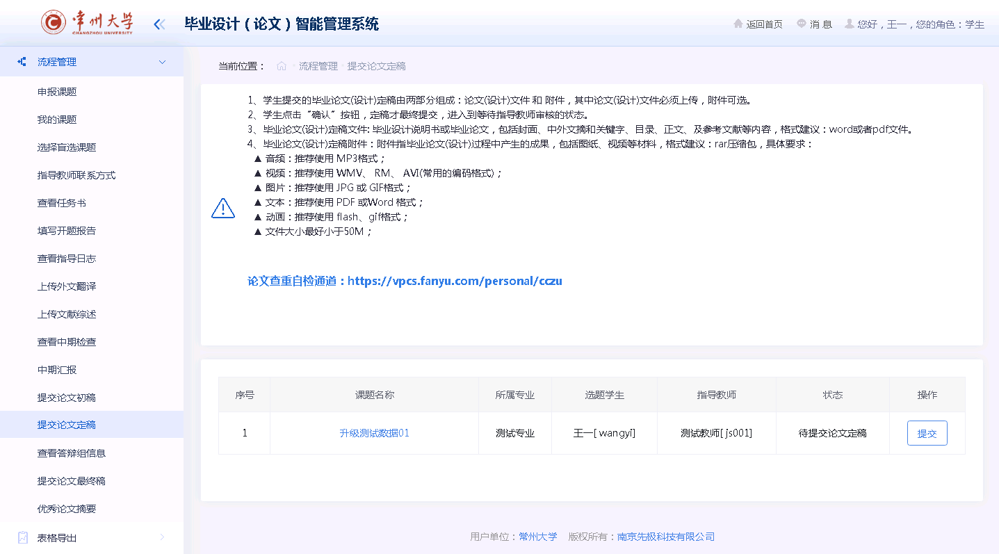 常州大学
CHANGZHOU UNIVERSITY
毕业设计（论文）智能管理系统
返回首页 消 息 您好，王一，您的角色：学生
流程管理
申报课题
我的课题
选择盲选课题
指导教师联系方式
查看任务书
填写开题报告
查看指导日志
上传外文翻译
上传文献综述
查看中期检查
中期汇报
提交论文初稿
提交论文定稿
查看答辩组信息
提交论文最终稿
优秀论文摘要
表格导出
当前位置： 流程管理 提交论文定稿
1、学生提交的毕业论文(设计)定稿由两部分组成：论文(设计)文件 和 附件，其中论文(设计)文件必须上传，附件可选。
2、学生点击“确认”按钮，定稿才最终提交，进入到等待指导教师审核的状态。
3、毕业论文(设计)定稿文件: 毕业设计说明书或毕业论文，包括封面、中外文摘和关键字、目录、正文、及参考文献等内容，格式建议：word或者pdf文件。
4、毕业论文(设计)定稿附件：附件指毕业论文(设计)过程中产生的成果，包括图纸、视频等材料，格式建议：rar压缩包，具体要求：
▲ 音频：推荐使用 MP3格式；
▲ 视频：推荐使用 WMV、 RM、 AVI(常用的编码格式)；
▲ 图片：推荐使用 JPG 或 GIF格式；
▲ 文本：推荐使用 PDF 或Word 格式；
▲ 动画：推荐使用 flash、gif格式；
▲ 文件大小最好小于50M；
论文查重自检通道：https://vpcs.fanyu.com/personal/cczu
序号 课题名称 所属专业 选题学生 指导教师 状态 操作
1 升级测试数据01 测试专业 王一[ wangyi] 测试教师[ js001] 待提交论文定稿 提交
用户单位：常州大学 版权所有：南京先极科技有限公司